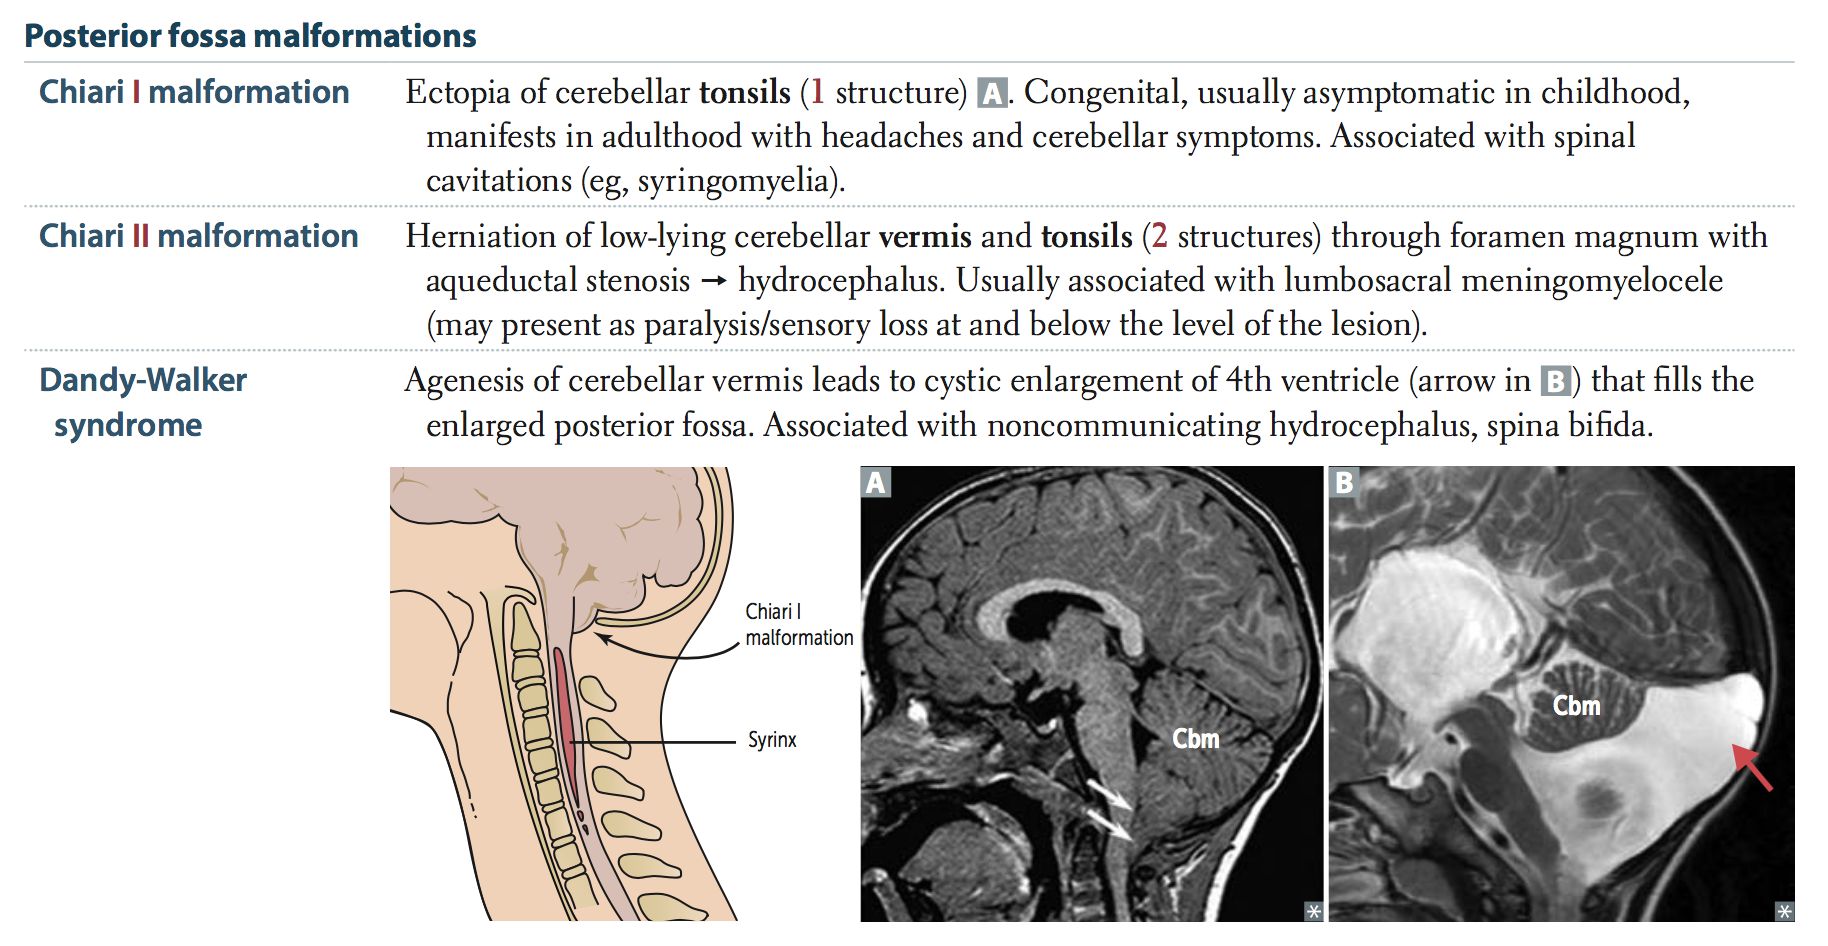 Posterior fossa malformations
Chiari I malformation
Ectopia of cerebellar tonsils (1 structure) A. Congenital, usually asymptomatic in childhood,
manifests in adulthood with headaches and cerebellar symptoms. Associated with spinal
cavitations (eg, syringomyelia).
Chiari II malformation
Herniation of low-lying cerebellar vermis and tonsils (2 structures) through foramen magnum with
aqueductal stenosis → hydrocephalus. Usually associated with lumbosacral meningomyelocele
(may present as paralysis/sensory loss at and below the level of the lesion).
Dandy-Walker
syndrome
Agenesis of cerebellar vermis leads to cystic enlargement of 4th ventricle (arrow in B) that fills the
enlarged posterior fossa. Associated with noncommunicating hydrocephalus, spina bifida.
Chiari I
malformation
Syrinx
A
Cbm
*
B
Cbm
*